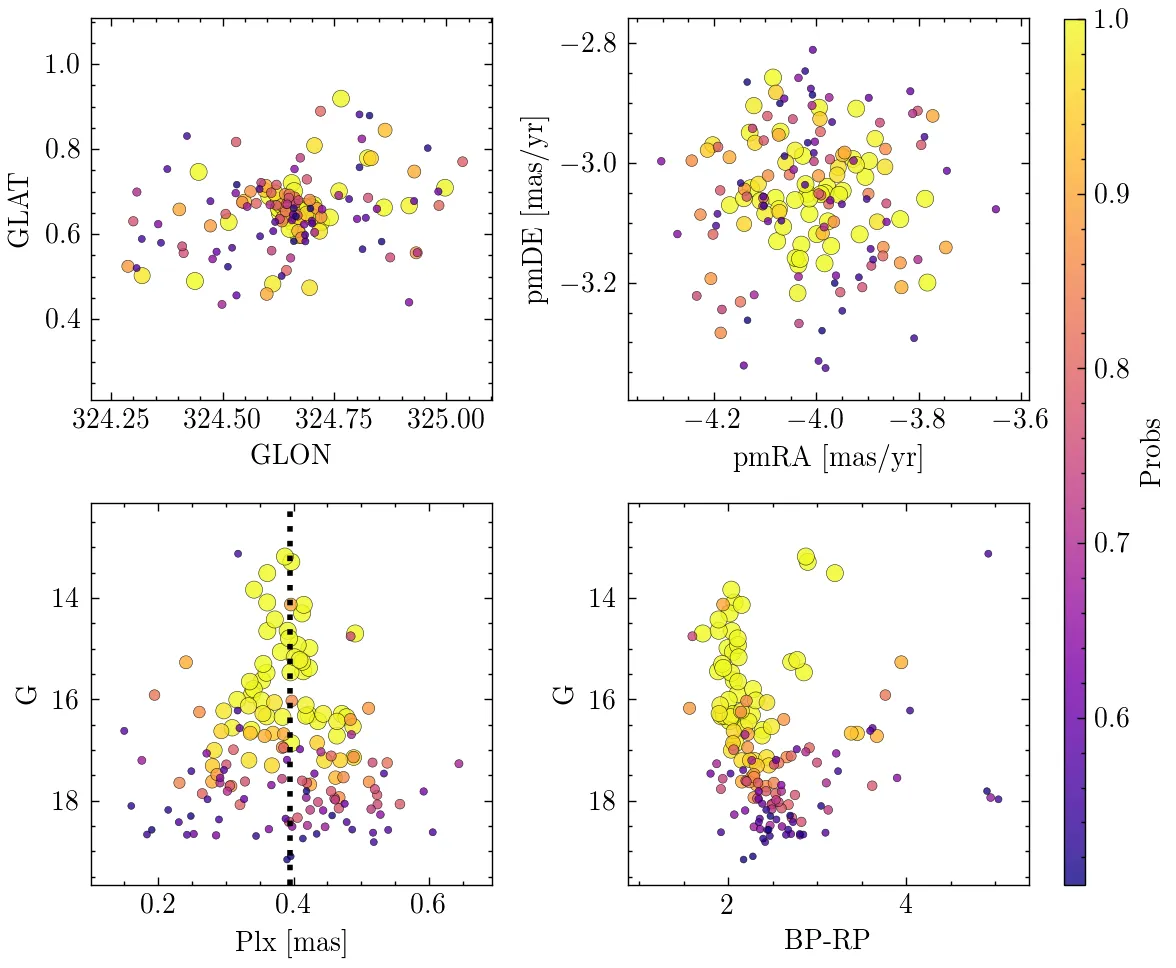 1.0
0.8
0.6
0.4
GLAT
324.25 324.50 324.75 325.00
GLON
−2.8
−3.0
−3.2
pmDE [mas/yr]
−4.2 −4.0 −3.8 −3.6
pmRA [mas/yr]
14
16
18
G
0.2 0.4 0.6
Plx [mas]
14
16
18
G
2 4
BP-RP
1.0
0.9
0.8
0.7
0.6
Probs